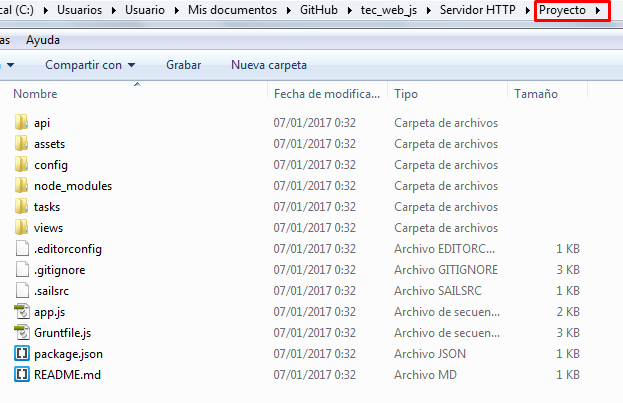 cal (C:) Usuarios Usuario Mis documentos GitHub tec_web_js Servidor HTTP Proyecto
as Ayuda
Compartir con Grabar Nueva carpeta
Nombre Fecha de modifica... Tipo Tamaño
api 07/01/2017 0:32 Carpeta de archivos
assets 07/01/2017 0:32 Carpeta de archivos
config 07/01/2017 0:32 Carpeta de archivos
node_modules 07/01/2017 0:32 Carpeta de archivos
tasks 07/01/2017 0:32 Carpeta de archivos
views 07/01/2017 0:32 Carpeta de archivos
.editorconfig 07/01/2017 0:32 Archivo EDITORC... 1 KB
.gitignore 07/01/2017 0:32 Archivo GITIGNORE 3 KB
.sailsrc 07/01/2017 0:32 Archivo SAILSRC 1 KB
app.js 07/01/2017 0:32 Archivo de secuen... 2 KB
Gruntfile.js 07/01/2017 0:32 Archivo de secuen... 3 KB
package.json 07/01/2017 0:32 Archivo JSON 1 KB
README.md 07/01/2017 0:32 Archivo MD 1 KB